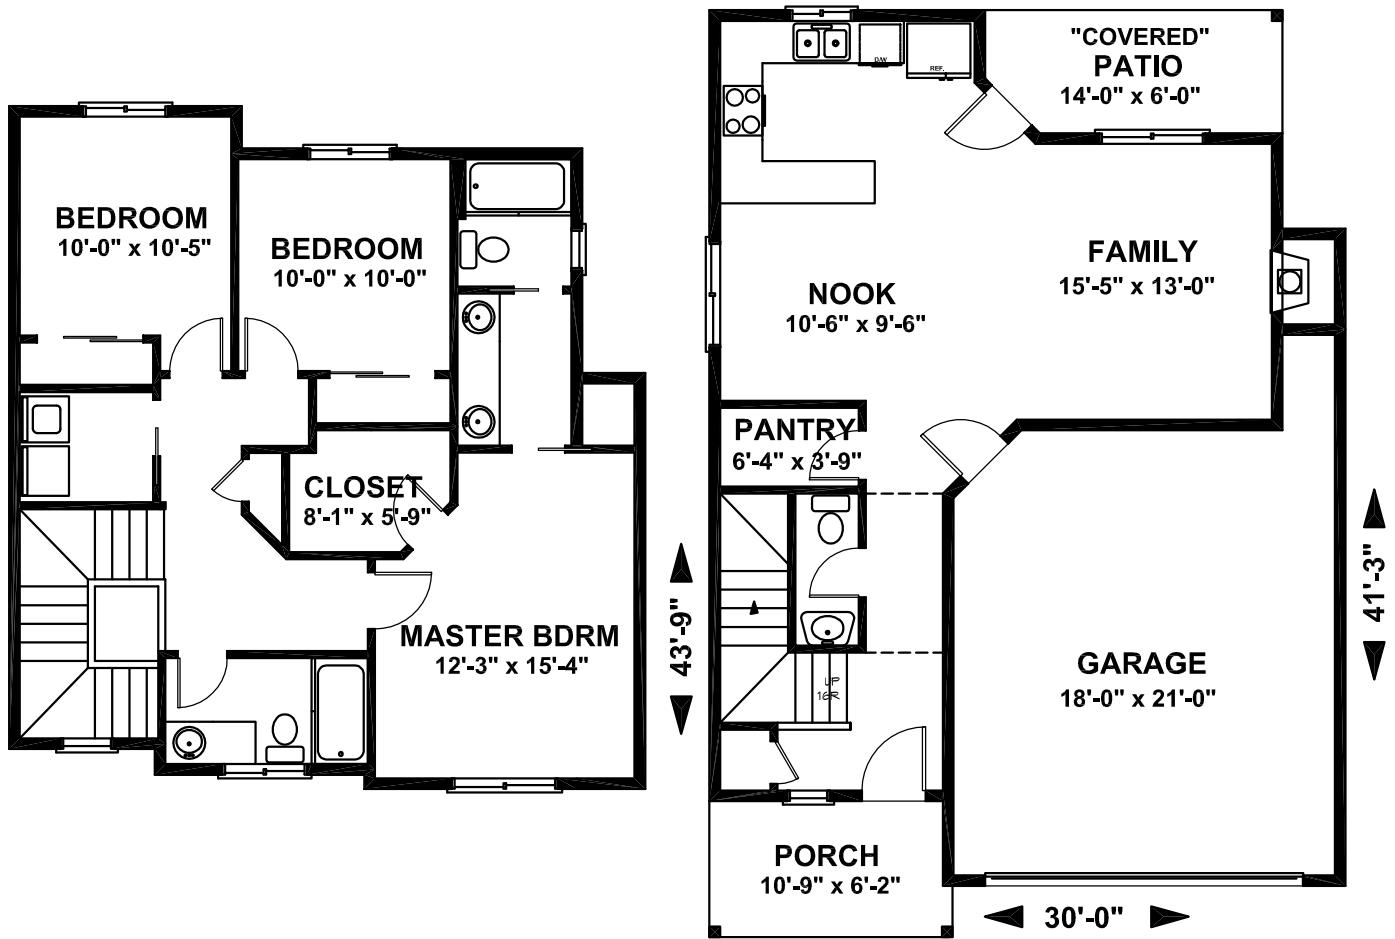 BEDROOM
10'-0" x 10'-5"
BEDROOM
10'-0" x 10'-0"
CLOSET
8'-1" x 5'-9"
MASTER BDRM
12'-3" x 15'-4"
43'-9"
"COVERED"
PATIO
14'-0" x 6'-0"
D/W
REF.
FAMILY
15'-5" x 13'-0"
NOOK
10'-6" x 9'-6"
PANTRY
6'-4" x 3'-9"
UP
16R
GARAGE
18'-0" x 21'-0"
41'-3"
PORCH
10'-9" x 6'-2"
30'-0"